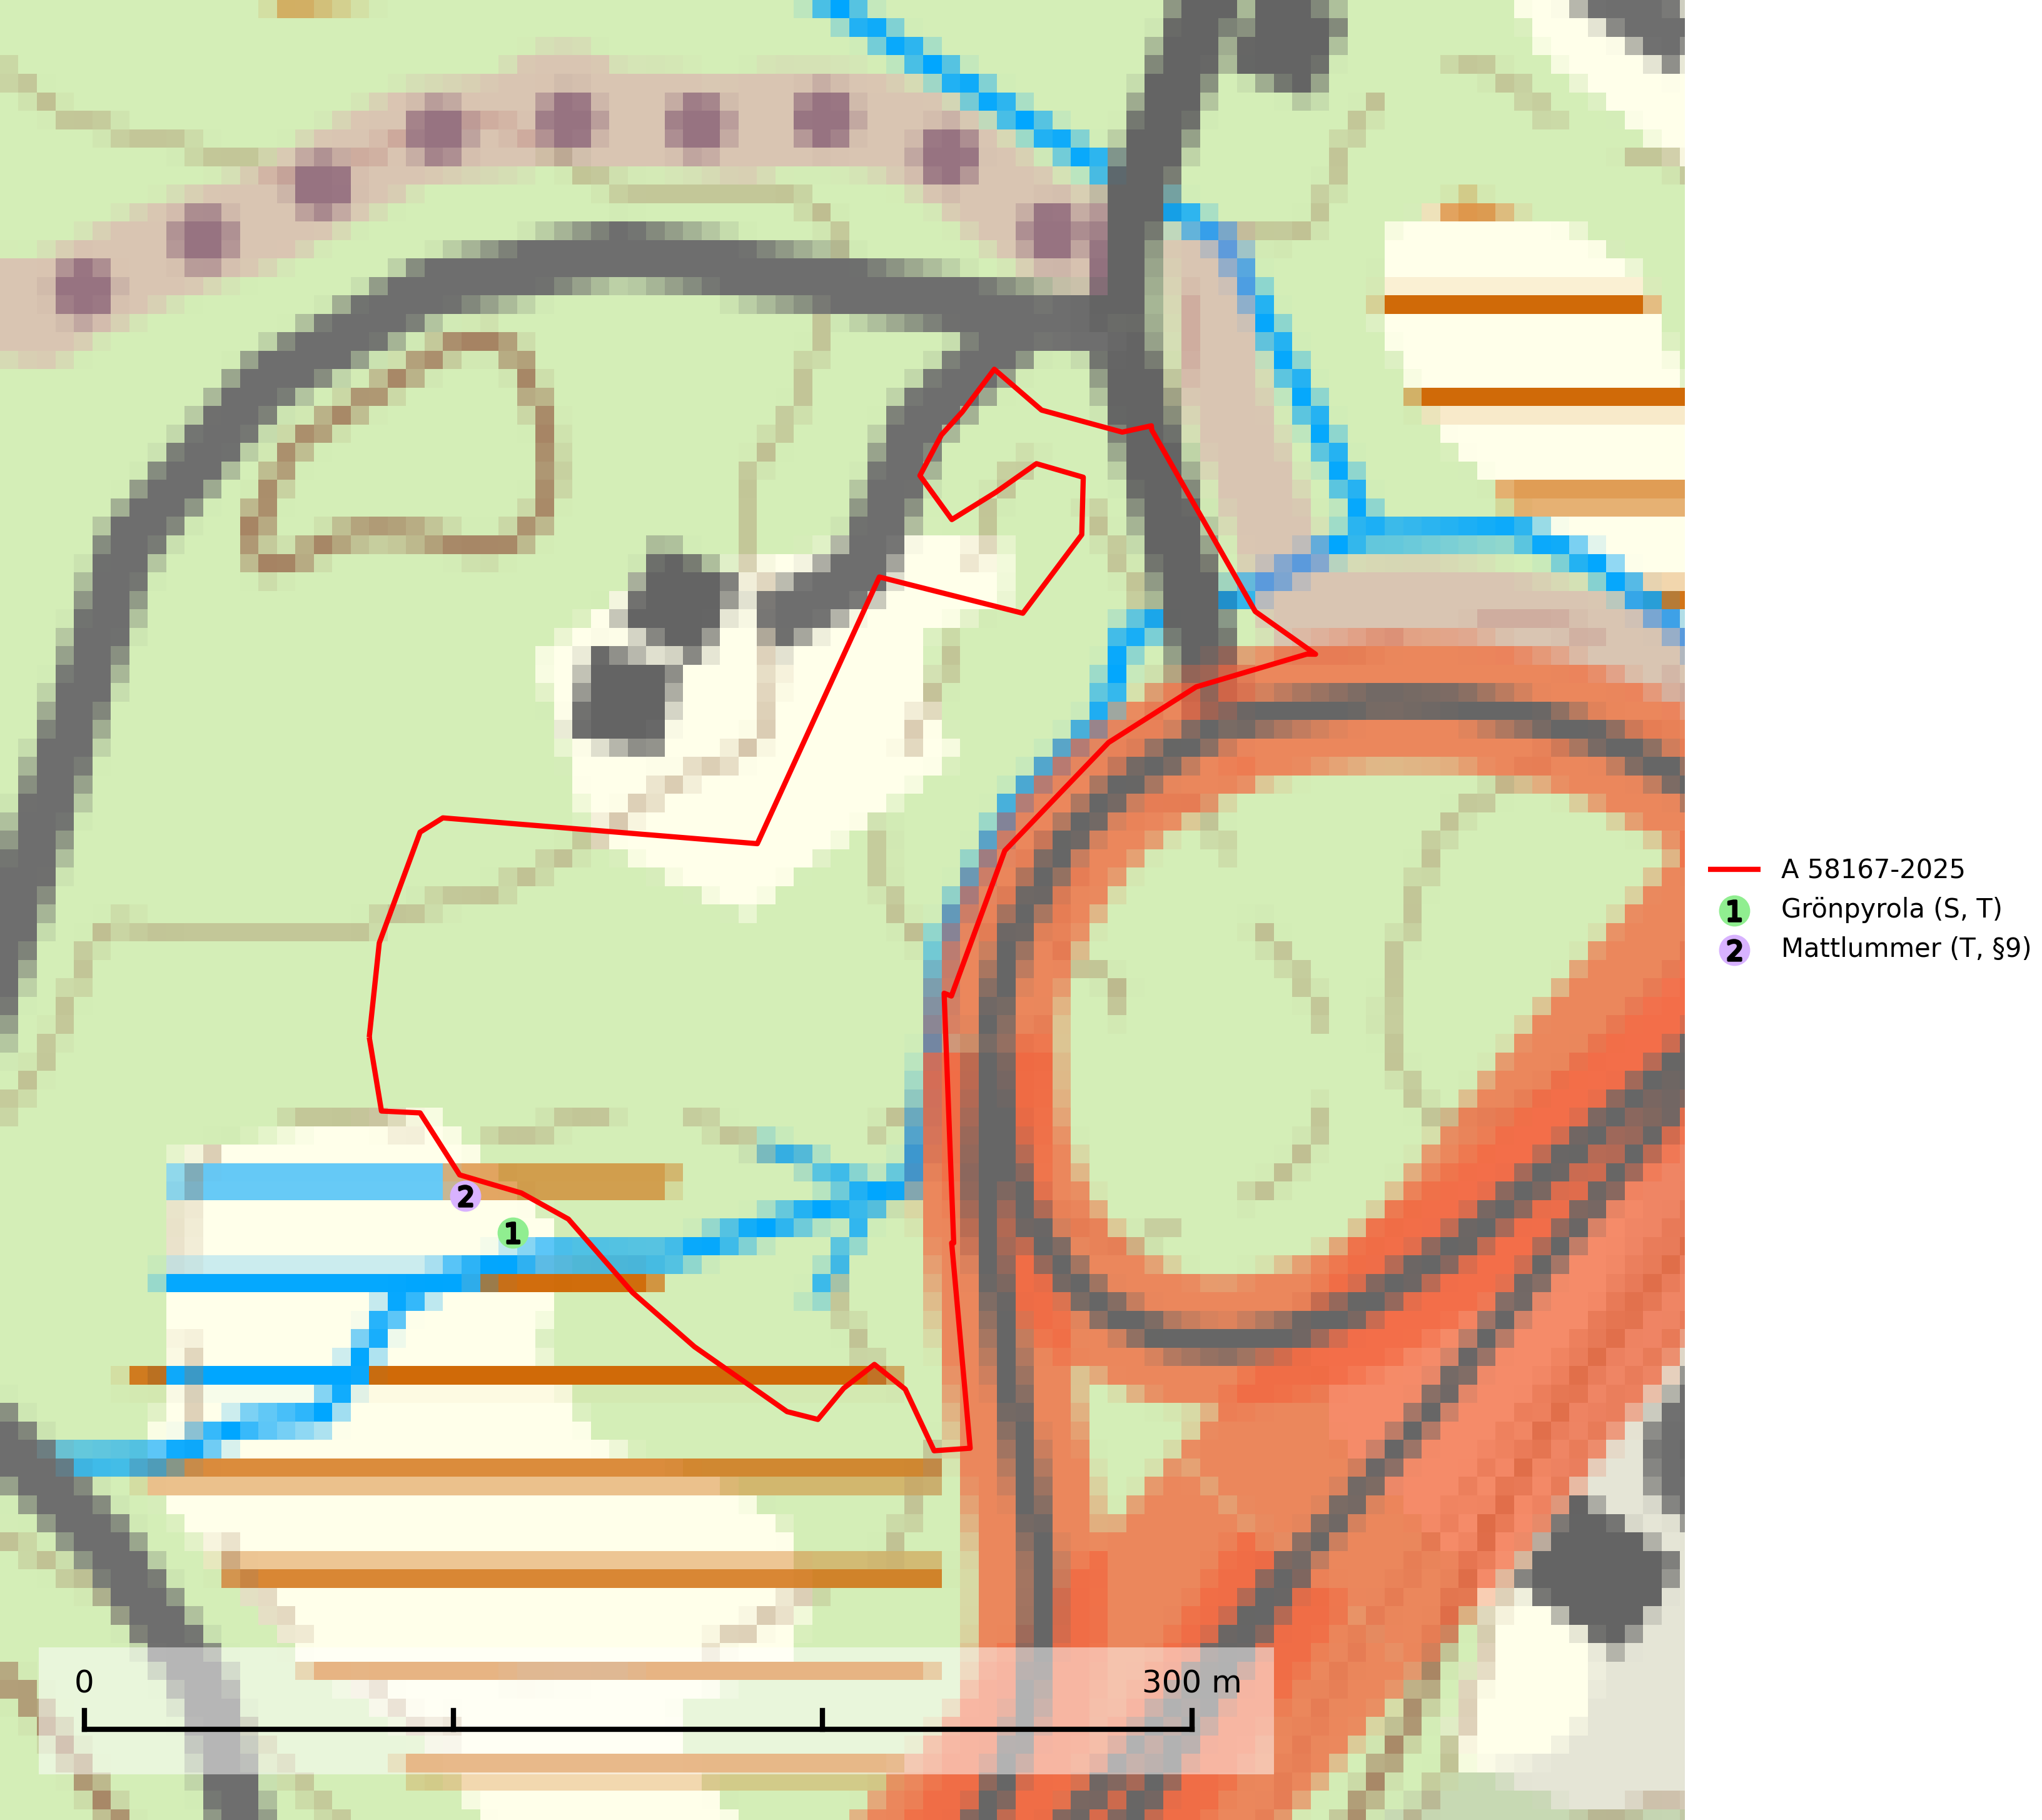 A 58167-2025
1 Grönpyrola (S, T)
2 Mattlummer (T, §9)
2
1
0 300 m